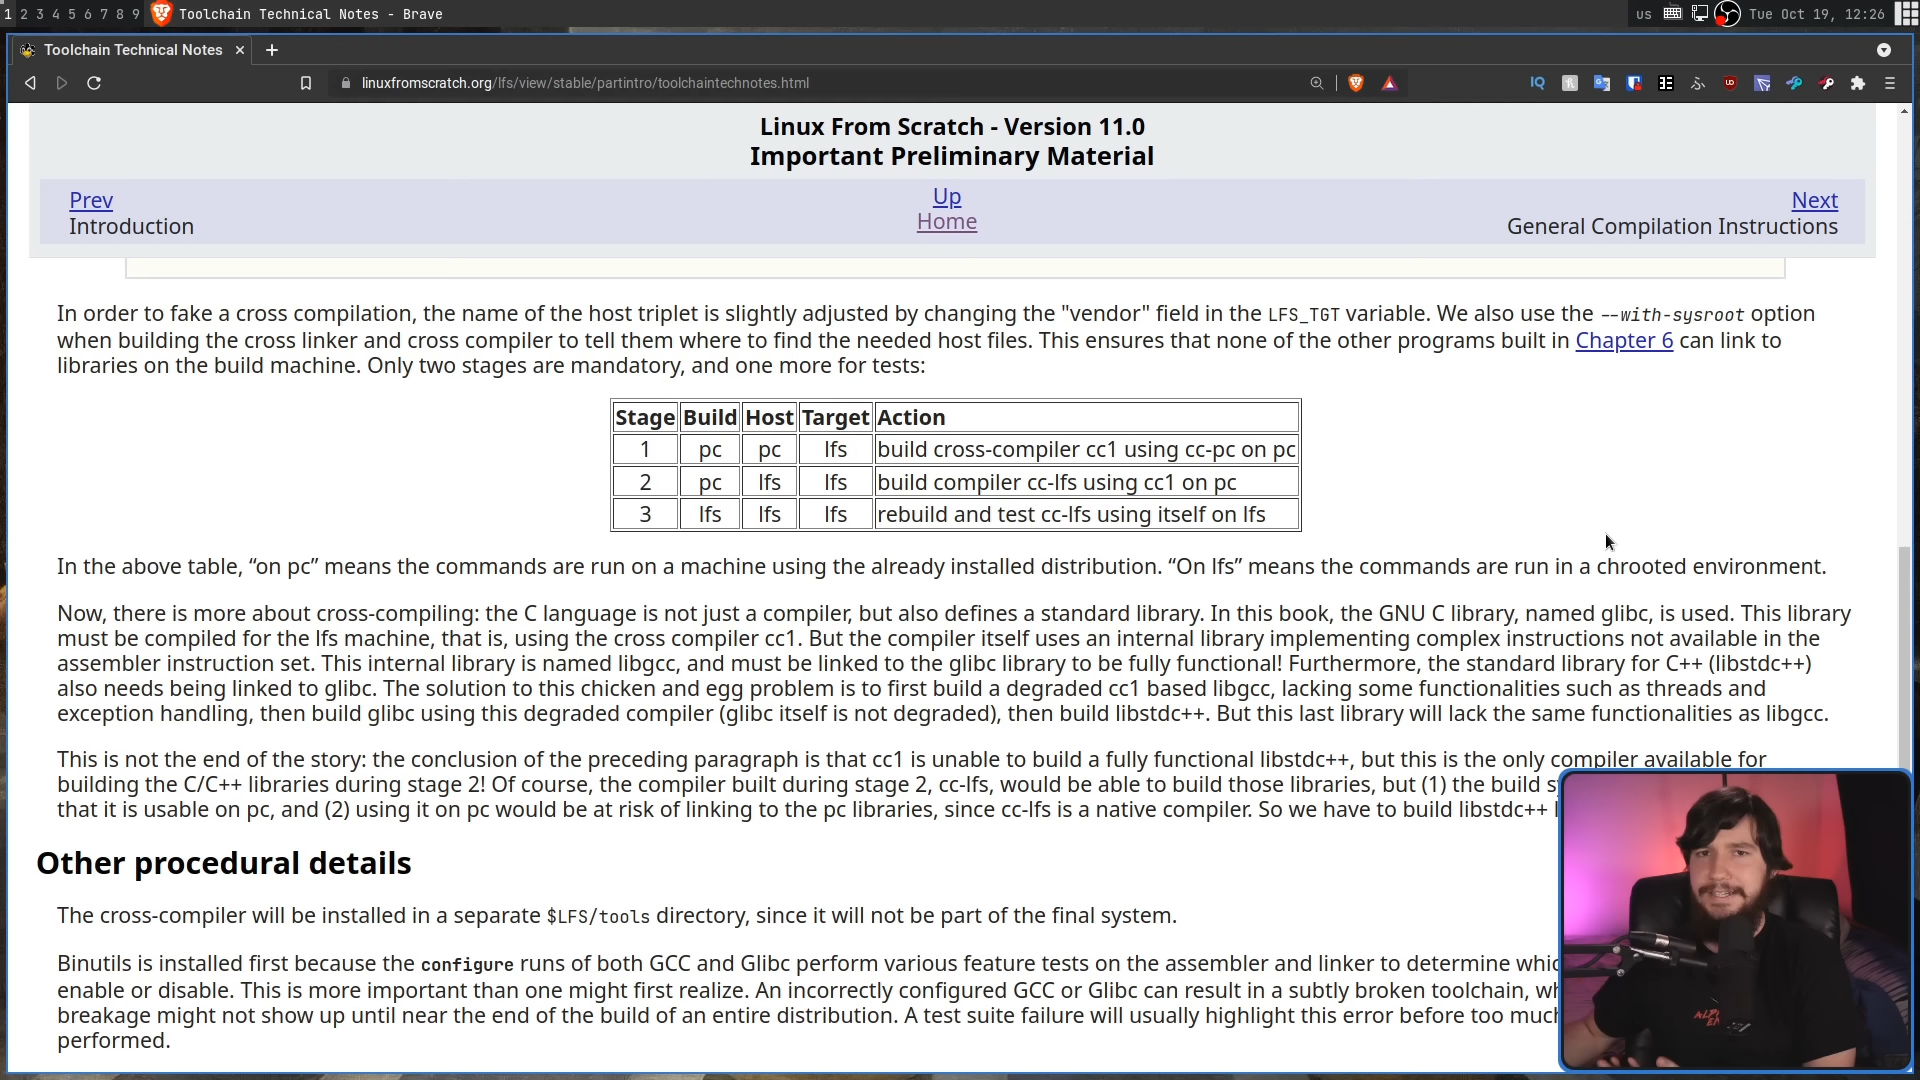 1 2 3 4 5 6 7 8 9 Toolchain Technical Notes - Brave us Tue Oct 19, 12:26
Toolchain Technical Notes × +
linuxfromscratch.org/lfs/view/stable/partintro/toolchaintechnotes.html IQ
Linux From Scratch - Version 11.0
Important Preliminary Material
Prev Up Next
Introduction Home General Compilation Instructions
In order to fake a cross compilation, the name of the host triplet is slightly adjusted by changing the "vendor" field in the LFS_TGT variable. We also use the --with-sysroot option
when building the cross linker and cross compiler to tell them where to find the needed host files. This ensures that none of the other programs built in Chapter 6 can link to
libraries on the build machine. Only two stages are mandatory, and one more for tests:
Stage Build Host Target Action
1 pc pc lfs build cross-compiler cc1 using cc-pc on pc
2 pc lfs lfs build compiler cc-lfs using cc1 on pc
3 lfs lfs lfs rebuild and test cc-lfs using itself on lfs
In the above table, “on pc” means the commands are run on a machine using the already installed distribution. “On lfs” means the commands are run in a chrooted environment.
Now, there is more about cross-compiling: the C language is not just a compiler, but also defines a standard library. In this book, the GNU C library, named glibc, is used. This library
must be compiled for the lfs machine, that is, using the cross compiler cc1. But the compiler itself uses an internal library implementing complex instructions not available in the
assembler instruction set. This internal library is named libgcc, and must be linked to the glibc library to be fully functional! Furthermore, the standard library for C++ (libstdc++)
also needs being linked to glibc. The solution to this chicken and egg problem is to first build a degraded cc1 based libgcc, lacking some functionalities such as threads and
exception handling, then build glibc using this degraded compiler (glibc itself is not degraded), then build libstdc++. But this last library will lack the same functionalities as libgcc.
This is not the end of the story: the conclusion of the preceding paragraph is that cc1 is unable to build a fully functional libstdc++, but this is the only compiler available for
building the C/C++ libraries during stage 2! Of course, the compiler built during stage 2, cc-lfs, would be able to build those libraries, but (1) the build
that it is usable on pc, and (2) using it on pc would be at risk of linking to the pc libraries, since cc-lfs is a native compiler. So we have to build libstdc++
Other procedural details
The cross-compiler will be installed in a separate $LFS/tools directory, since it will not be part of the final system.
Binutils is installed first because the configure runs of both GCC and Glibc perform various feature tests on the assembler and linker to determine
enable or disable. This is more important than one might first realize. An incorrectly configured GCC or Glibc can result in a subtly broken toolchain,
breakage might not show up until near the end of the build of an entire distribution. A test suite failure will usually highlight this error before too
performed.